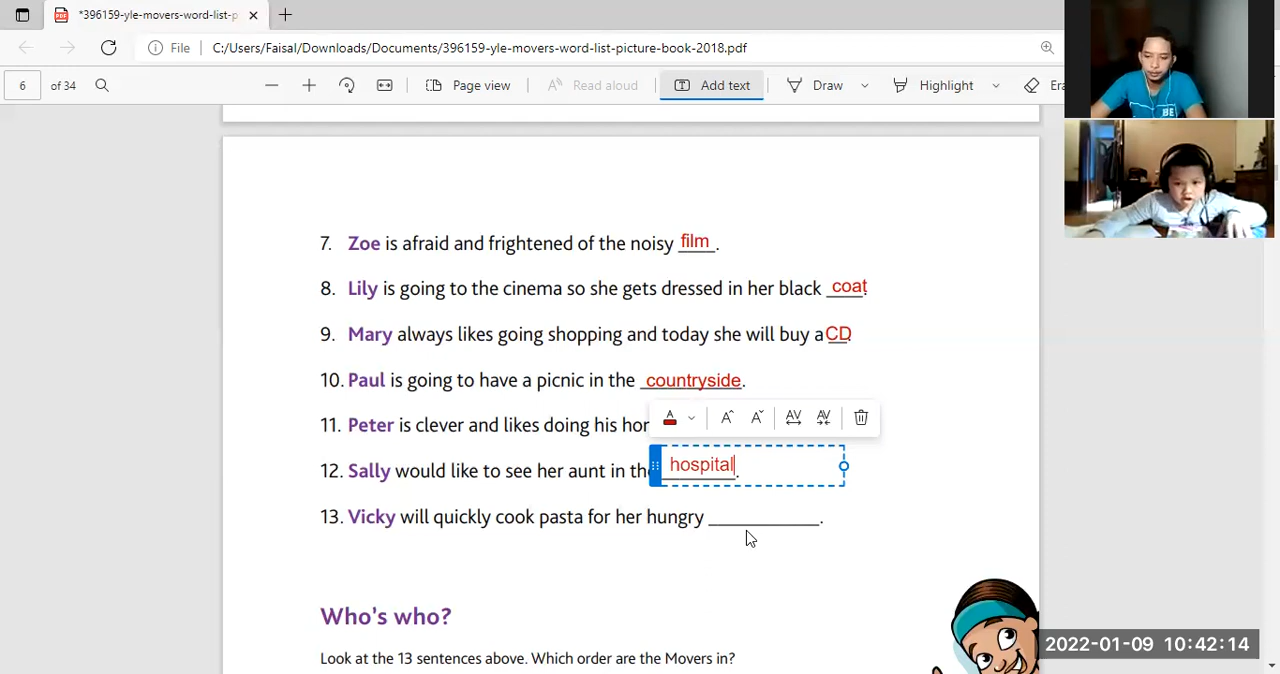 *396159-yle-movers-word-list-p
File C:/Users/Faisal/Downloads/Documents/396159-yle-movers-word-list-picture-book-2018.pdf
6 of 34 Page view Read aloud Add text Draw Highlight Era
7. Zoe is afraid and frightened of the noisy film.
8. Lily is going to the cinema so she gets dressed in her black coat.
9. Mary always likes going shopping and today she will buy a CD.
10. Paul is going to have a picnic in the countryside.
11. Peter is clever and likes doing his hor
12. Sally would like to see her aunt in the hospital.
13. Vicky will quickly cook pasta for her hungry ___________.
Who's who?
Look at the 13 sentences above. Which order are the Movers in?
2022-01-09 10:42:14